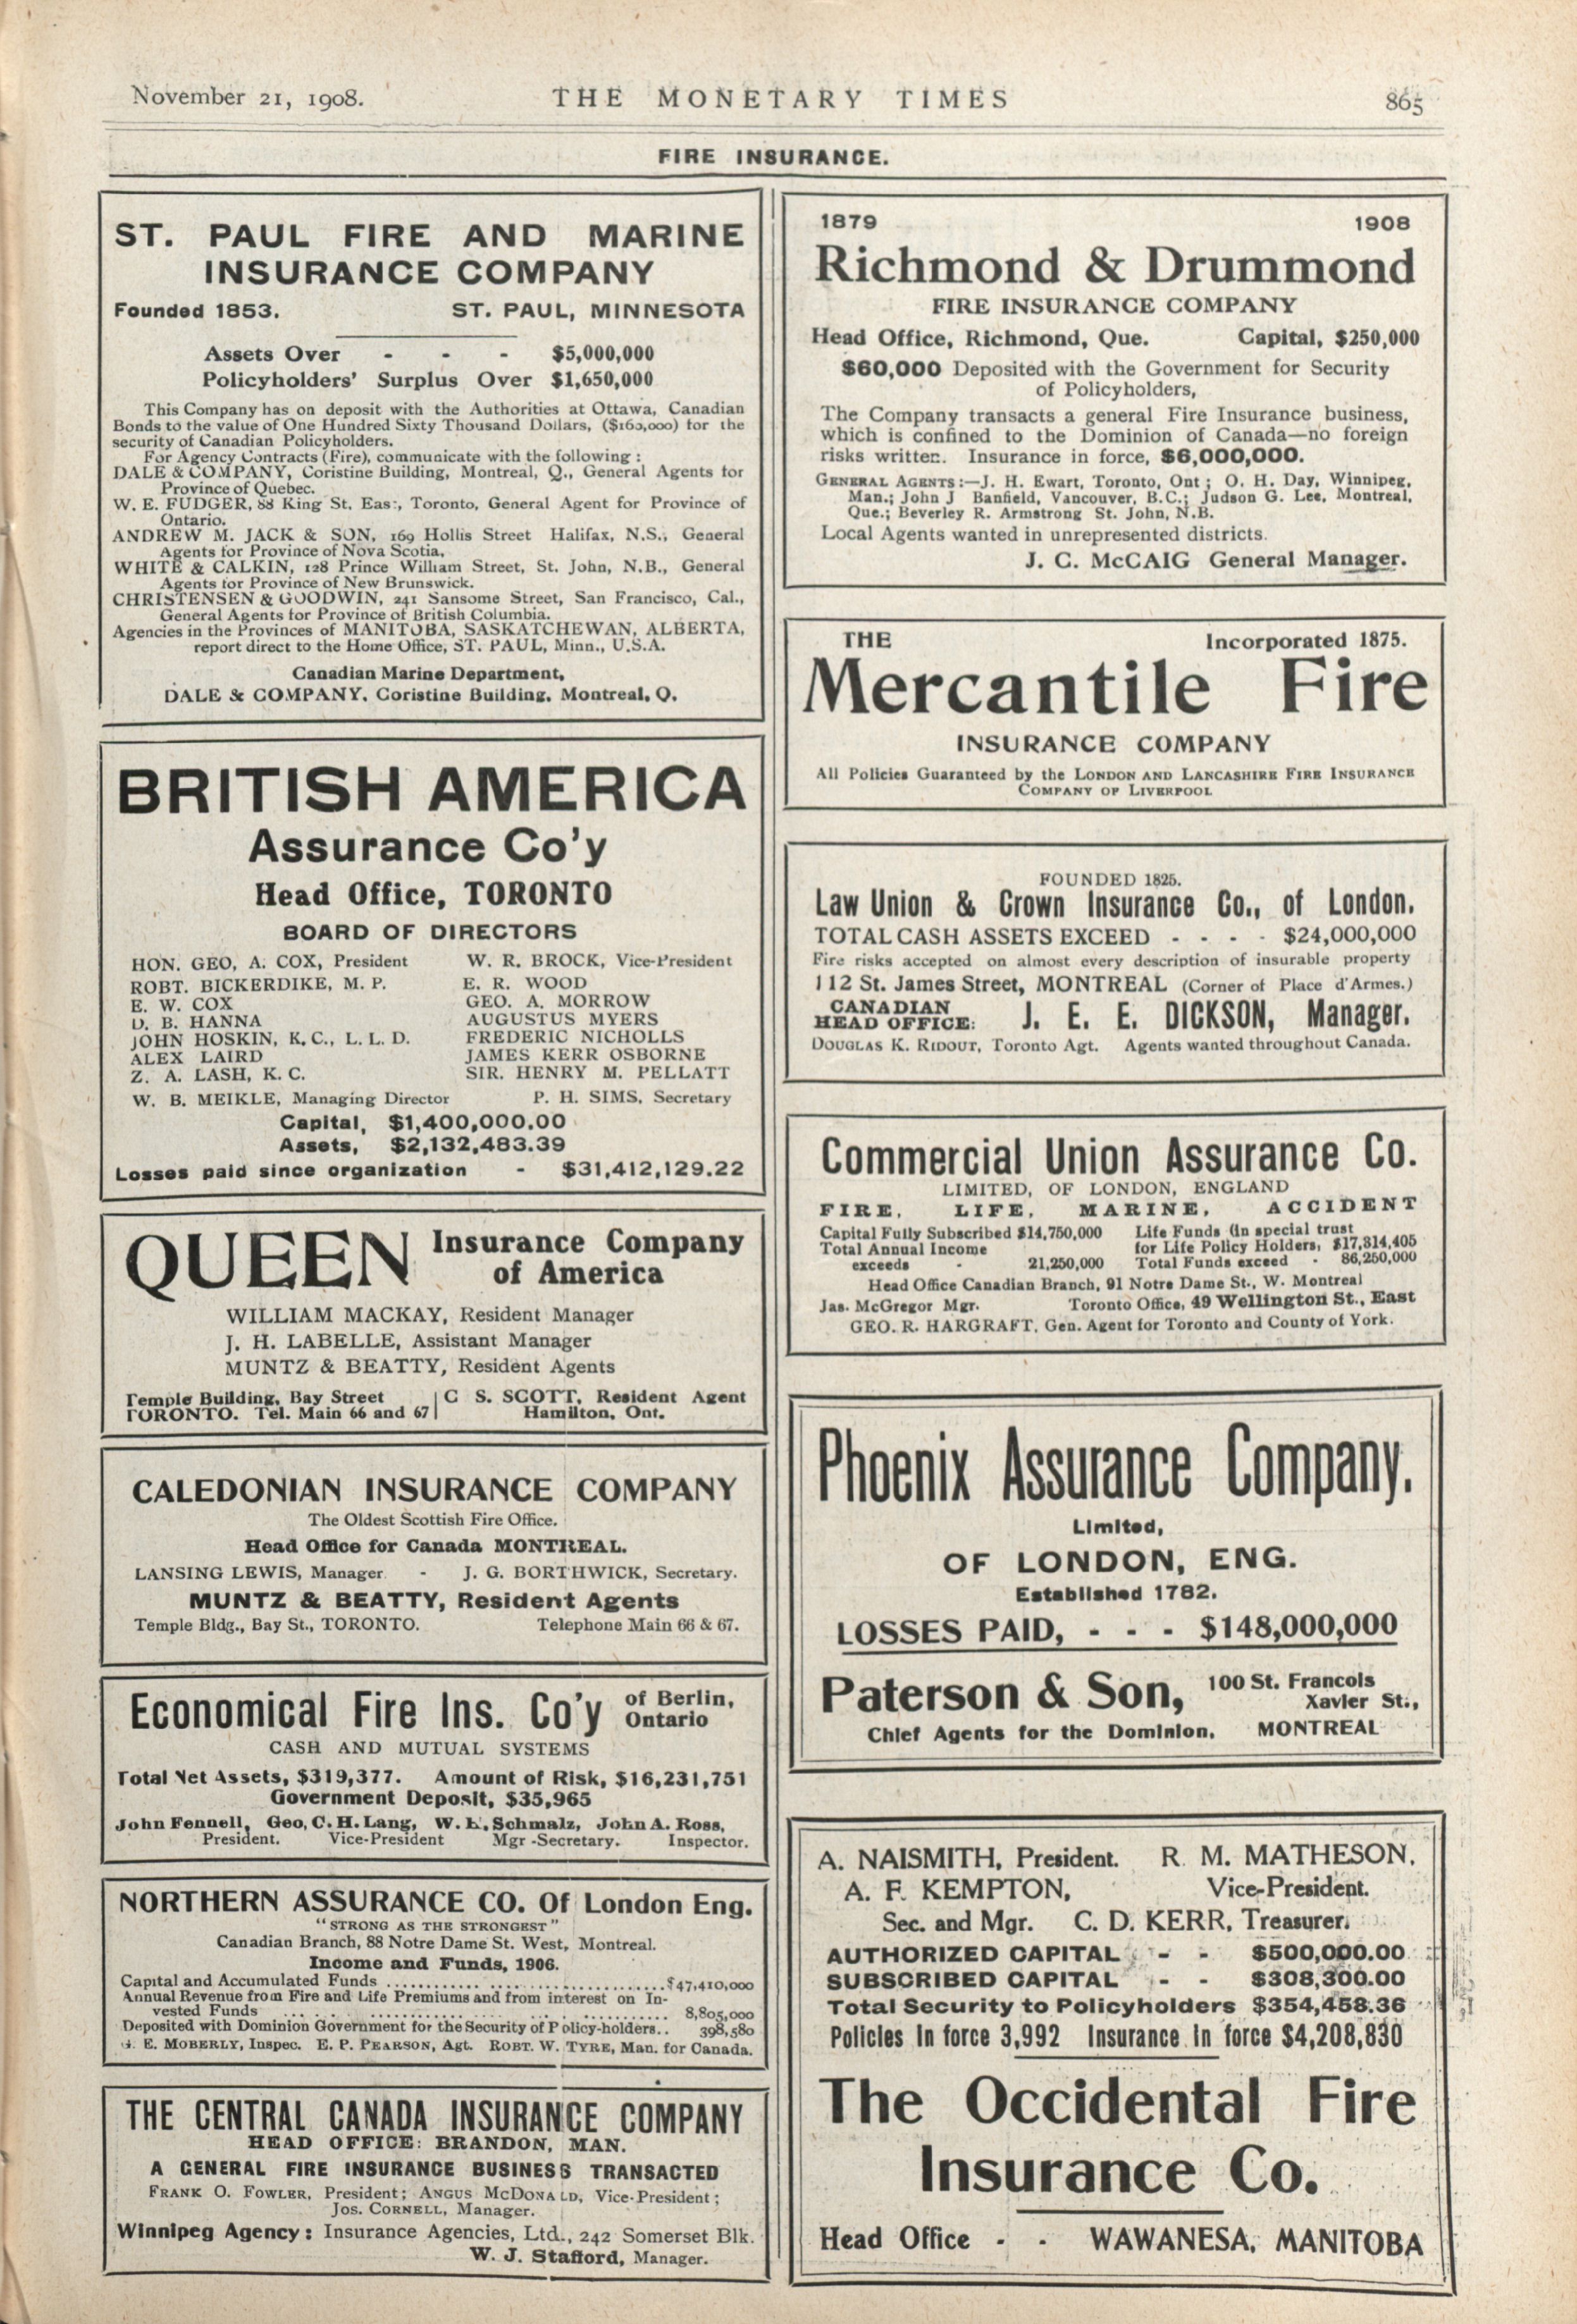 November 21, 1908.
THE MONETARY TIMES
865
FIRE INSURANCE.
ST. PAUL FIRE AND MARINE
INSURANCE COMPANY
Founded 1853. ST. PAUL, MINNESOTA
Assets Over - - - $5,000,000
Policyholders' Surplus Over $1,650,000
This Company has on deposit with the Authorities at Ottawa, Canadian
Bonds to the value of One Hundred Sixty Thousand Dollars, ($160,000) for the
security of Canadian Policyholders.
For Agency Contracts (Fire), communicate with the following :
DALE & COMPANY, Coristine Building, Montreal, Q., General Agents for
Province of Quebec.
W. E. FUDGER, 88 King St. East, Toronto, General Agent for Province of
Ontario.
ANDREW M. JACK & SON, 169 Hollis Street Halifax, N.S., General
Agents for Province of Nova Scotia,
WHITE & CALKIN, 128 Prince William Street, St. John, N.B., General
Agents for Province of New Brunswick.
CHRISTENSEN & GOODWIN, 241 Sansome Street, San Francisco, Cal.,
General Agents for Province of British Columbia.
Agencies in the Provinces of MANITOBA, SASKATCHEWAN, ALBERTA,
report direct to the Home Office, ST. PAUL, Minn., U.S.A.
Canadian Marine Department,
DALE & COMPANY, Coristine Building, Montreal, Q.
BRITISH AMERICA
Assurance Co'y
Head Office, TORONTO
BOARD OF DIRECTORS
HON. GEO, A. COX, President W. R. BROCK, Vice-President
ROBT. BICKERDIKE, M. P. E. R. WOOD
E. W. COX GEO. A. MORROW
D. B. HANNA AUGUSTUS MYERS
JOHN HOSKIN, K. C., L. L. D. FREDERIC NICHOLLS
ALEX LAIRD JAMES KERR OSBORNE
Z. A. LASH, K. C. SIR. HENRY M. PELLATT
W. B. MEIKLE, Managing Director P. H. SIMS, Secretary
Capital, $1,400,000.00
Assets, $2,132,483.39
Losses paid since organization - $31,412,129.22
QUEEN Insurance Company
of America
WILLIAM MACKAY, Resident Manager
J. H. LABELLE, Assistant Manager
MUNTZ & BEATTY, Resident Agents
Temple Building, Bay Street C S. SCOTT, Resident Agent
TORONTO. Tel. Main 66 and 67 Hamilton, Ont.
CALEDONIAN INSURANCE COMPANY
The Oldest Scottish Fire Office.
Head Office for Canada MONTREAL.
LANSING LEWIS, Manager - J. G. BORTHWICK, Secretary.
MUNTZ & BEATTY, Resident Agents
Temple Bldg., Bay St., TORONTO. Telephone Main 66 & 67.
Economical Fire Ins. Co'y of Berlin,
Ontario
CASH AND MUTUAL SYSTEMS
Total Net Assets, $319,377. Amount of Risk, $16,231,751
Government Deposit, $35,965
John Fennell, Geo, C. H. Lang, W. H. Schmalz, John A. Ross,
President. Vice-President Mgr -Secretary. Inspector.
NORTHERN ASSURANCE CO. Of London Eng.
"STRONG AS THE STRONGEST"
Canadian Branch, 88 Notre Dame St. West, Montreal.
Income and Funds, 1906.
Capital and Accumulated Funds ........ $47,410,000
Annual Revenue from Fire and Life Premiums and from interest on In-
vested Funds ........ 8,805,000
Deposited with Dominion Government for the Security of Policy-holders.. 398,580
E. MOBERLY, Inspec. E. P. PEARSON, Agt. ROBT. W. TYRE, Man. for Canada.
THE CENTRAL CANADA INSURANCE COMPANY
HEAD OFFICE: BRANDON, MAN.
A GENERAL FIRE INSURANCE BUSINESS TRANSACTED
FRANK O. FOWLER, President; ANGUS MCDONALD, Vice-President;
JOS. CORNELL, Manager.
Winnipeg Agency: Insurance Agencies, Ltd., 242 Somerset Blk.
W. J. Stafford, Manager.
1879 1908
Richmond & Drummond
FIRE INSURANCE COMPANY
Head Office, Richmond, Que. Capital, $250,000
$60,000 Deposited with the Government for Security
of Policyholders,
The Company transacts a general Fire Insurance business,
which is confined to the Dominion of Canada—no foreign
risks written. Insurance in force, $6,000,000.
GENERAL AGENTS:—J. H. Ewart, Toronto, Ont ; O. H. Day, Winnipeg,
Man.; John J Banfield, Vancouver, B.C.; Judson G. Lee, Montreal,
Que.; Beverley R. Armstrong St. John, N.B.
Local Agents wanted in unrepresented districts.
J. C. McCAIG General Manager.
THE Incorporated 1875.
Mercantile Fire
INSURANCE COMPANY
All Policies Guaranteed by the LONDON AND LANCASHIRE FIRE INSURANCE
COMPANY OF LIVERPOOL
FOUNDED 1825.
Law Union & Crown Insurance Co., of London.
TOTAL CASH ASSETS EXCEED - - - - $24,000,000
Fire risks accepted on almost every description of insurable property
112 St. James Street, MONTREAL (Corner of Place d'Armes.)
CANADIAN
HEAD OFFICE: J. E. E. DICKSON, Manager.
DOUGLAS K. RIDOUT, Toronto Agt. Agents wanted throughout Canada.
Commercial Union Assurance Co.
LIMITED, OF LONDON, ENGLAND
FIRE, LIFE, MARINE, ACCIDENT
Capital Fully Subscribed $14,750,000 Life Funds (in special trust
Total Annual Income for Life Policy Holders, $17,314,405
exceeds - 21,250,000 Total Funds exceed - 86,250,000
Head Office Canadian Branch, 91 Notre Dame St., W. Montreal
Jas. McGregor Mgr. Toronto Office, 49 Wellington St., East
GEO. R. HARGRAFT, Gen. Agent for Toronto and County of York.
Phoenix Assurance Company.
Limited,
OF LONDON, ENG.
Established 1782.
LOSSES PAID, - - - $148,000,000
Paterson & Son, 100 St. Francois
Xavier St.,
Chief Agents for the Dominion. MONTREAL
A. NAISMITH, President. R. M. MATHESON,
A. F. KEMPTON, Vice-President.
Sec. and Mgr. C. D. KERR, Treasurer.
AUTHORIZED CAPITAL - - $500,000.00
SUBSCRIBED CAPITAL - - $308,300.00
Total Security to Policyholders $354,458.36
Policies in force 3,992 Insurance in force $4,208,830
The Occidental Fire
Insurance Co.
Head Office - - WAWANESA, MANITOBA